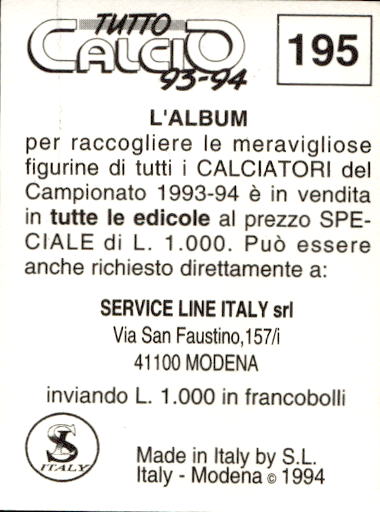 TUTTO
CALCIO
93-94
195
L'ALBUM
per raccogliere le meravigliose
figurine di tutti i CALCIATORI del
Campionato 1993-94 è in vendita
in tutte le edicole al prezzo SPE-
CIALE di L. 1.000. Può essere
anche richiesto direttamente a:
SERVICE LINE ITALY srl
Via San Faustino,157/i
41100 MODENA
inviando L. 1.000 in francobolli
SL
ITALY
Made in Italy by S.L.
Italy - Modena © 1994